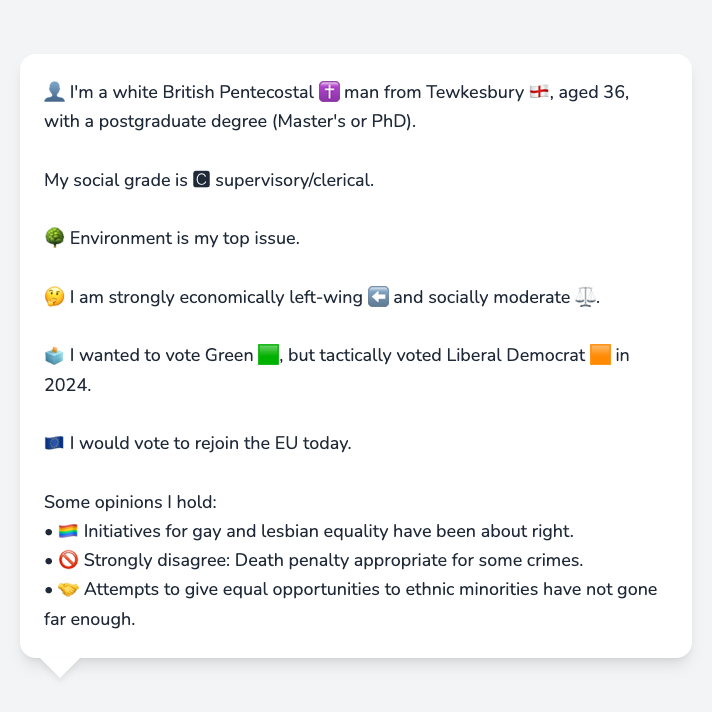 👤 I'm a white British Pentecostal ✝️ man from Tewkesbury 🏴󠁧󠁢󠁥󠁮󠁧󠁿, aged 36,
with a postgraduate degree (Master's or PhD).
My social grade is 🅲 supervisory/clerical.
🌳 Environment is my top issue.
🤔 I am strongly economically left-wing ⬅️ and socially moderate ⚖️.
🗳️ I wanted to vote Green 🟩, but tactically voted Liberal Democrat 🟧 in
2024.
🇪🇺 I would vote to rejoin the EU today.
Some opinions I hold:
• 🏳️‍🌈 Initiatives for gay and lesbian equality have been about right.
• 🚫 Strongly disagree: Death penalty appropriate for some crimes.
• 🤝 Attempts to give equal opportunities to ethnic minorities have not gone
far enough.